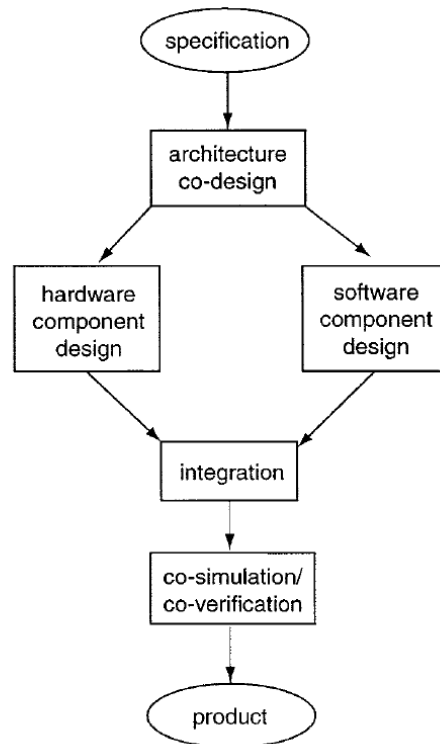 specification
architecture
co-design
hardware
component
design
software
component
design
integration
co-simulation/
co-verification
product